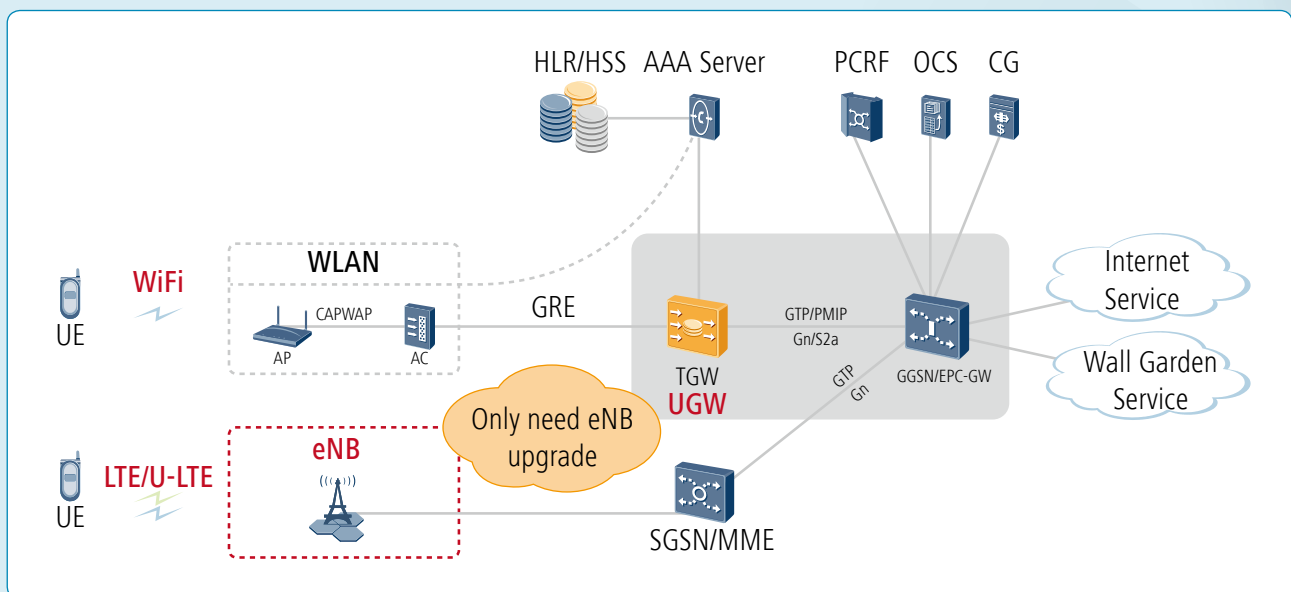 HLR/HSS
AAA Server
PCRF
OCS
CG
$
WLAN
WiFi
UE
CAPWAP
AP
AC
GRE
TGW
UGW
GTP/PMIP
Gn/S2a
GGSN/EPC-GW
Internet
Service
Wall Garden
Service
GTP
Gn
Only need eNB
upgrade
eNB
LTE/U-LTE
UE
SGSN/MME